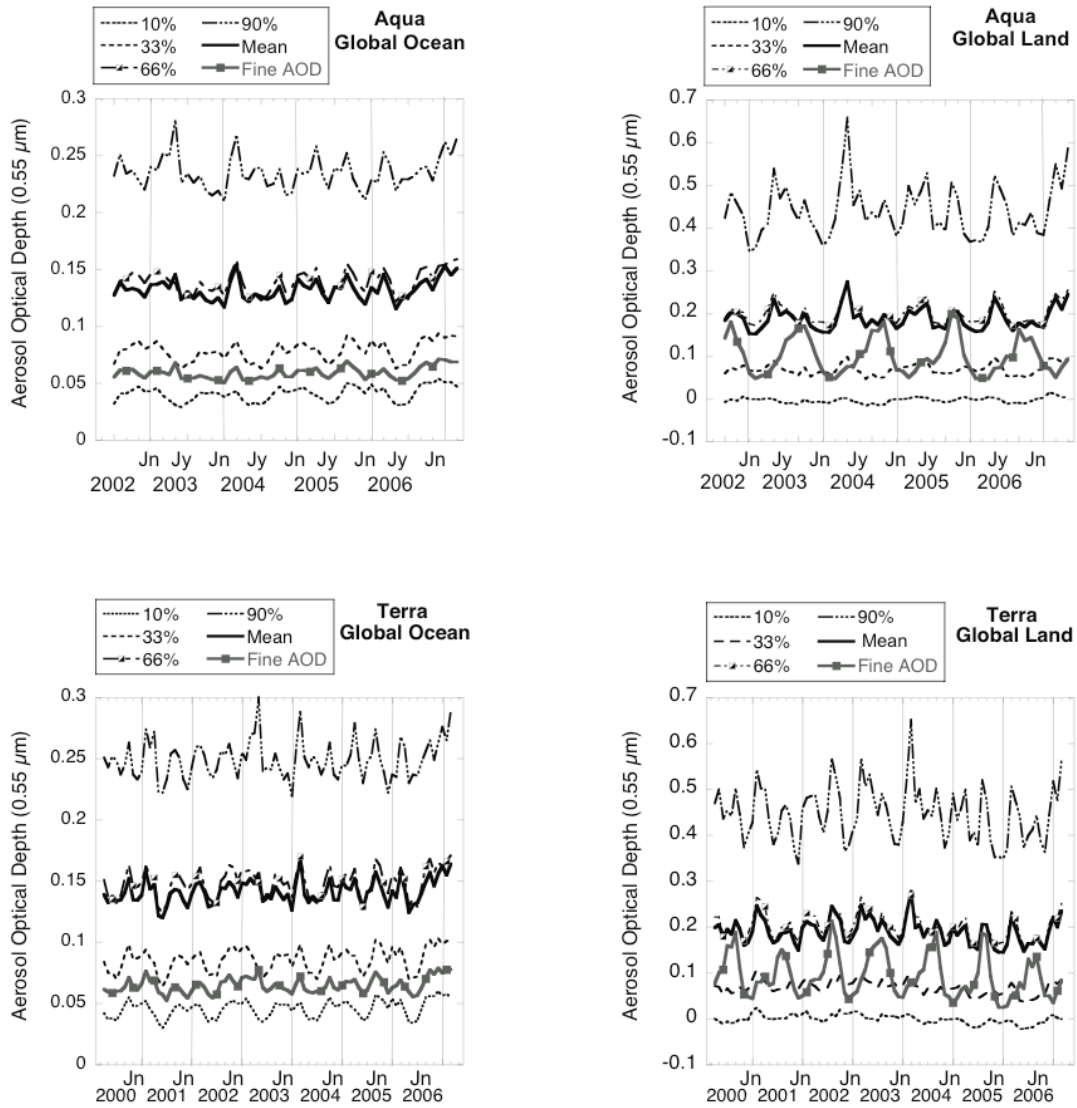 10% 90%
33% Mean
66% Fine AOD
Aqua
Global Ocean
Aerosol Optical Depth (0.55 µm)
0.3
0.25
0.2
0.15
0.1
0.05
0
Jn Jy Jn Jy Jn Jy Jn Jy Jn
2002 2003 2004 2005 2006
10% 90%
33% Mean
66% Fine AOD
Aqua
Global Land
Aerosol Optical Depth (0.55 µm)
0.7
0.6
0.5
0.4
0.3
0.2
0.1
0
-0.1
Jn Jy Jn Jy Jn Jy Jn Jn
2002 2003 2004 2005 2006
10% 90%
33% Mean
66% Fine AOD
Terra
Global Ocean
Aerosol Optical Depth (0.55 µm)
0.3
0.25
0.2
0.15
0.1
0.05
0
Jn Jn Jn Jn Jn Jn Jn
2000 2001 2002 2003 2004 2005 2006
10% 90%
33% Mean
66% Fine AOD
Terra
Global Land
Aerosol Optical Depth (0.55 µm)
0.7
0.6
0.5
0.4
0.3
0.2
0.1
0
-0.1
Jn Jn Jn Jn Jn Jn Jn
2000 2001 2002 2003 2004 2005 2006